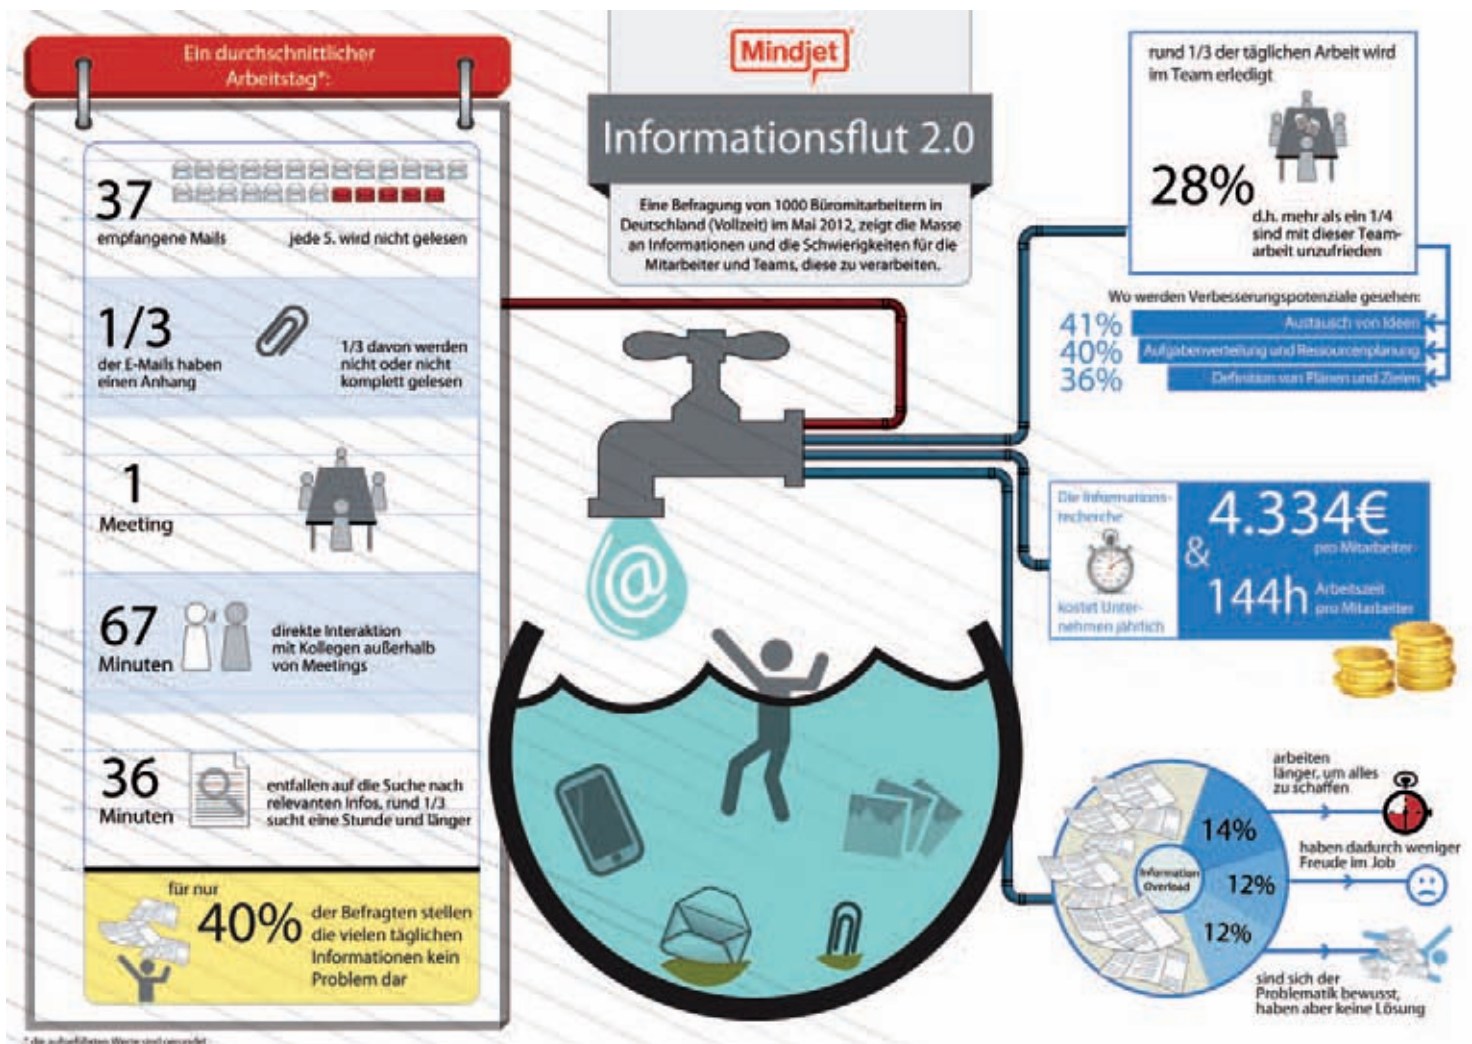 Ein durchschnittlicher
Arbeitstag*:
37
empfangene Mails
jede 5. wird nicht gelesen
1/3
der E-Mails haben
einen Anhang
1/3 davon werden
nicht oder nicht
komplett gelesen
1
Meeting
67
Minuten
direkte Interaktion
mit Kollegen außerhalb
von Meetings
36
Minuten
entfallen auf die Suche nach
relevanten Infos, rund 1/3
sucht eine Stunde und länger
für nur
40%
der Befragten stellen
die vielen täglichen
Informationen kein
Problem dar
* die aufgeführten Werte sind gerundet
Mindjet
Informationsflut 2.0
Eine Befragung von 1000 Büromitarbeitern in
Deutschland (Vollzeit) im Mai 2012, zeigt die Masse
an Informationen und die Schwierigkeiten für die
Mitarbeiter und Teams, diese zu verarbeiten.
@
rund 1/3 der täglichen Arbeit wird
im Team erledigt
28%
d.h. mehr als ein 1/4
sind mit dieser Team-
arbeit unzufrieden
Wo werden Verbesserungspotenziale gesehen:
41% Austausch von Ideen
40% Aufgabenverteilung und Ressourcenplanung
36% Definition von Plänen und Zielen
Die Informations-
recherche
kostet Unter-
nehmen jährlich
4.334€
pro Mitarbeiter
&
144h Arbeitszeit
pro Mitarbeiter
Information
Overload
14%
arbeiten
länger, um alles
zu schaffen
12%
haben dadurch weniger
Freude im Job
12%
sind sich der
Problematik bewusst,
haben aber keine Lösung